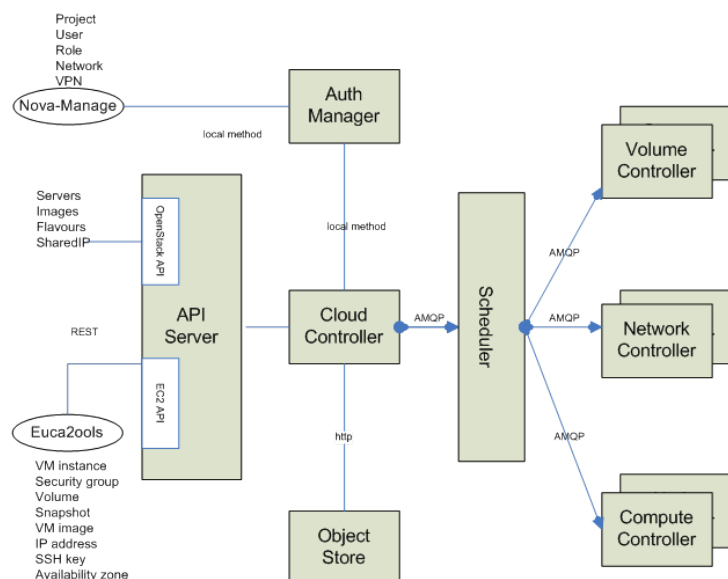 Project
User
Role
Network
VPN
Nova-Manage
Auth
Manager
local method
Volume
Controller
Servers
Images
Flavours
SharedIP
OpenStack API
local method
AMQP
API
Server
Cloud
Controller
AMQP
Scheduler
AMQP
Network
Controller
REST
EC2 API
Euca2ools
http
AMQP
VM instance
Security group
Volume
Snapshot
VM image
IP address
SSH key
Availability zone
Object
Store
Compute
Controller